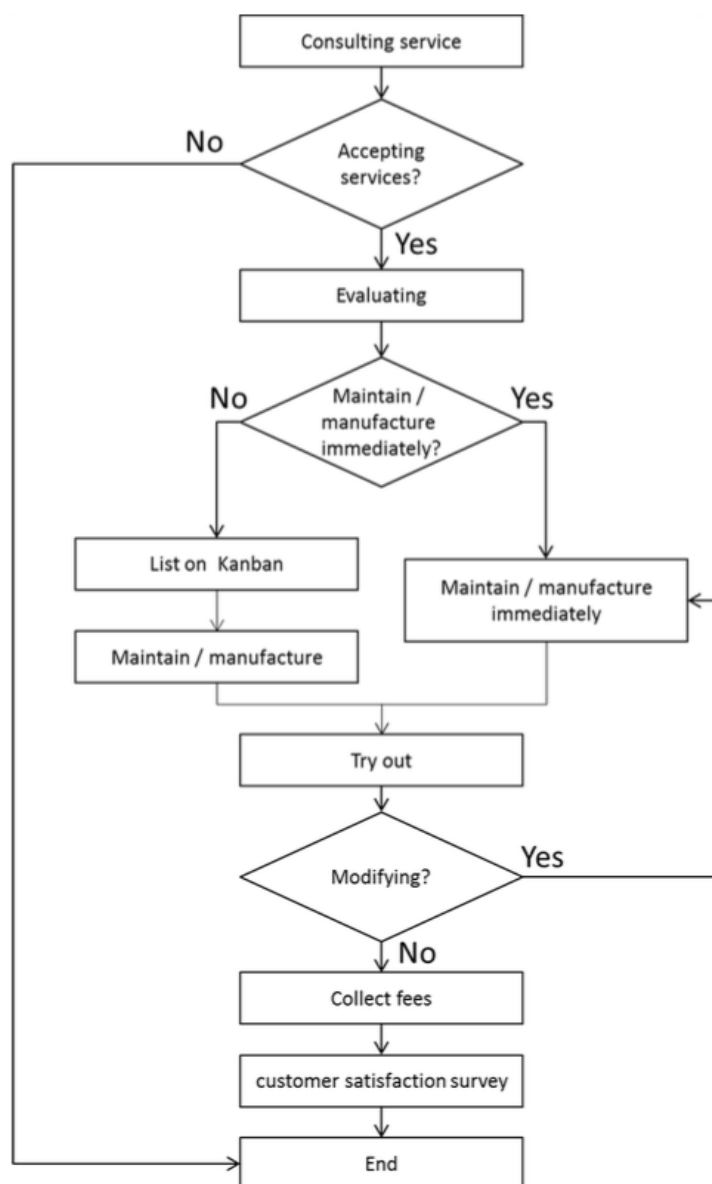 Consulting service
No
Accepting
services?
Yes
Evaluating
No
Maintain /
manufacture
immediately?
Yes
List on Kanban
Maintain / manufacture
immediately
Maintain / manufacture
Try out
Modifying?
Yes
No
Collect fees
customer satisfaction survey
End